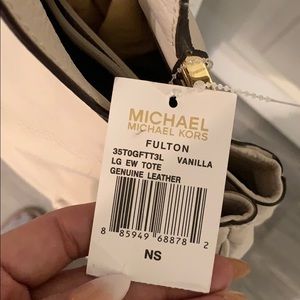 MICHAEL
MICHAEL KORS
FULTON
35T0GFTT3L VANILLA
LG EW TOTE
GENUINE LEATHER
8 85949 68878 2
NS